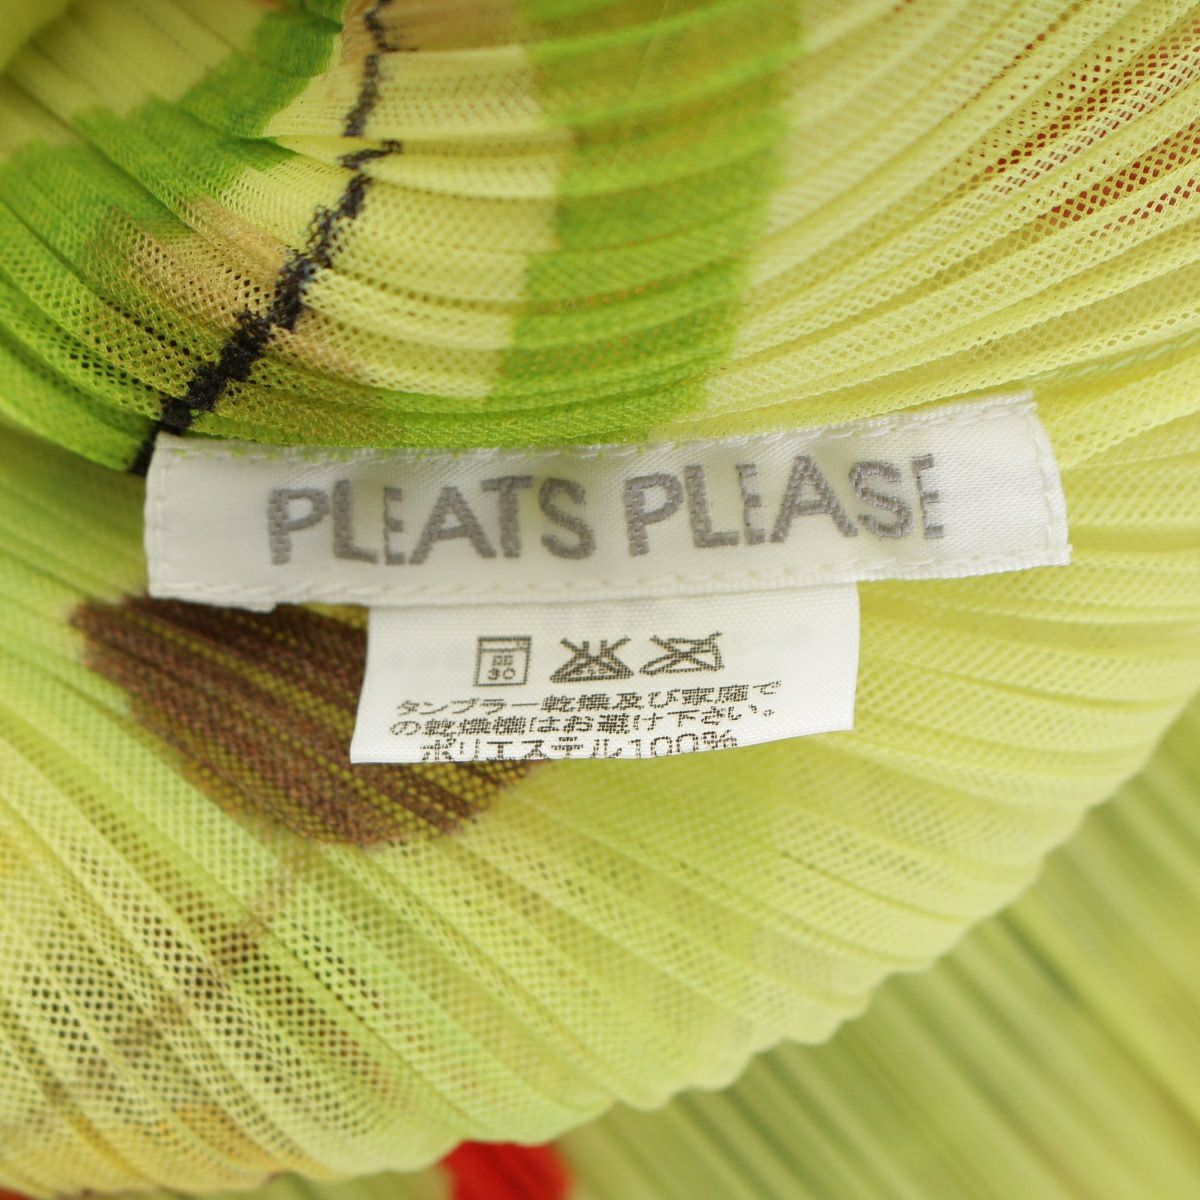 PLEATS PLEASE
30
タンブラー乾燥及び家庭で
の乾燥機はお避け下さい。
ポリエステル100%